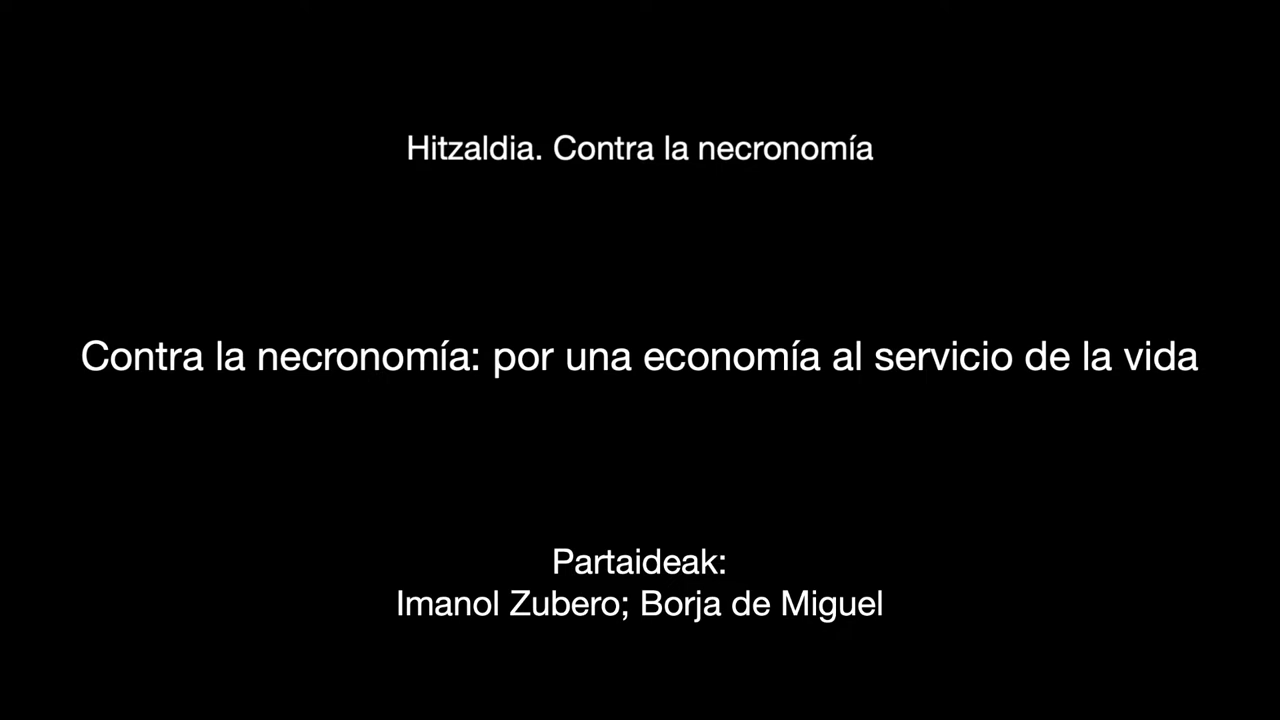 Hitzaldia. Contra la necronomía
Contra la necronomía: por una economía al servicio de la vida
Partaideak:
Imanol Zubero; Borja de Miguel